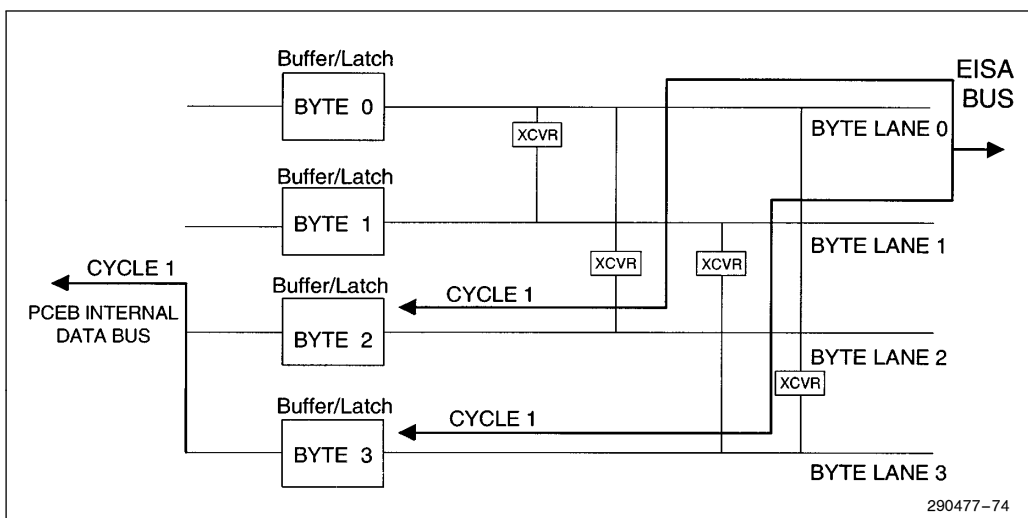 Buffer/Latch
BYTE 0
EISA
BUS
XCVR
BYTE LANE 0
Buffer/Latch
BYTE 1
BYTE LANE 1
CYCLE 1
PCEB INTERNAL
DATA BUS
XCVR
XCVR
Buffer/Latch
CYCLE 1
BYTE 2
BYTE LANE 2
XCVR
Buffer/Latch
CYCLE 1
BYTE 3
BYTE LANE 3
290477–74